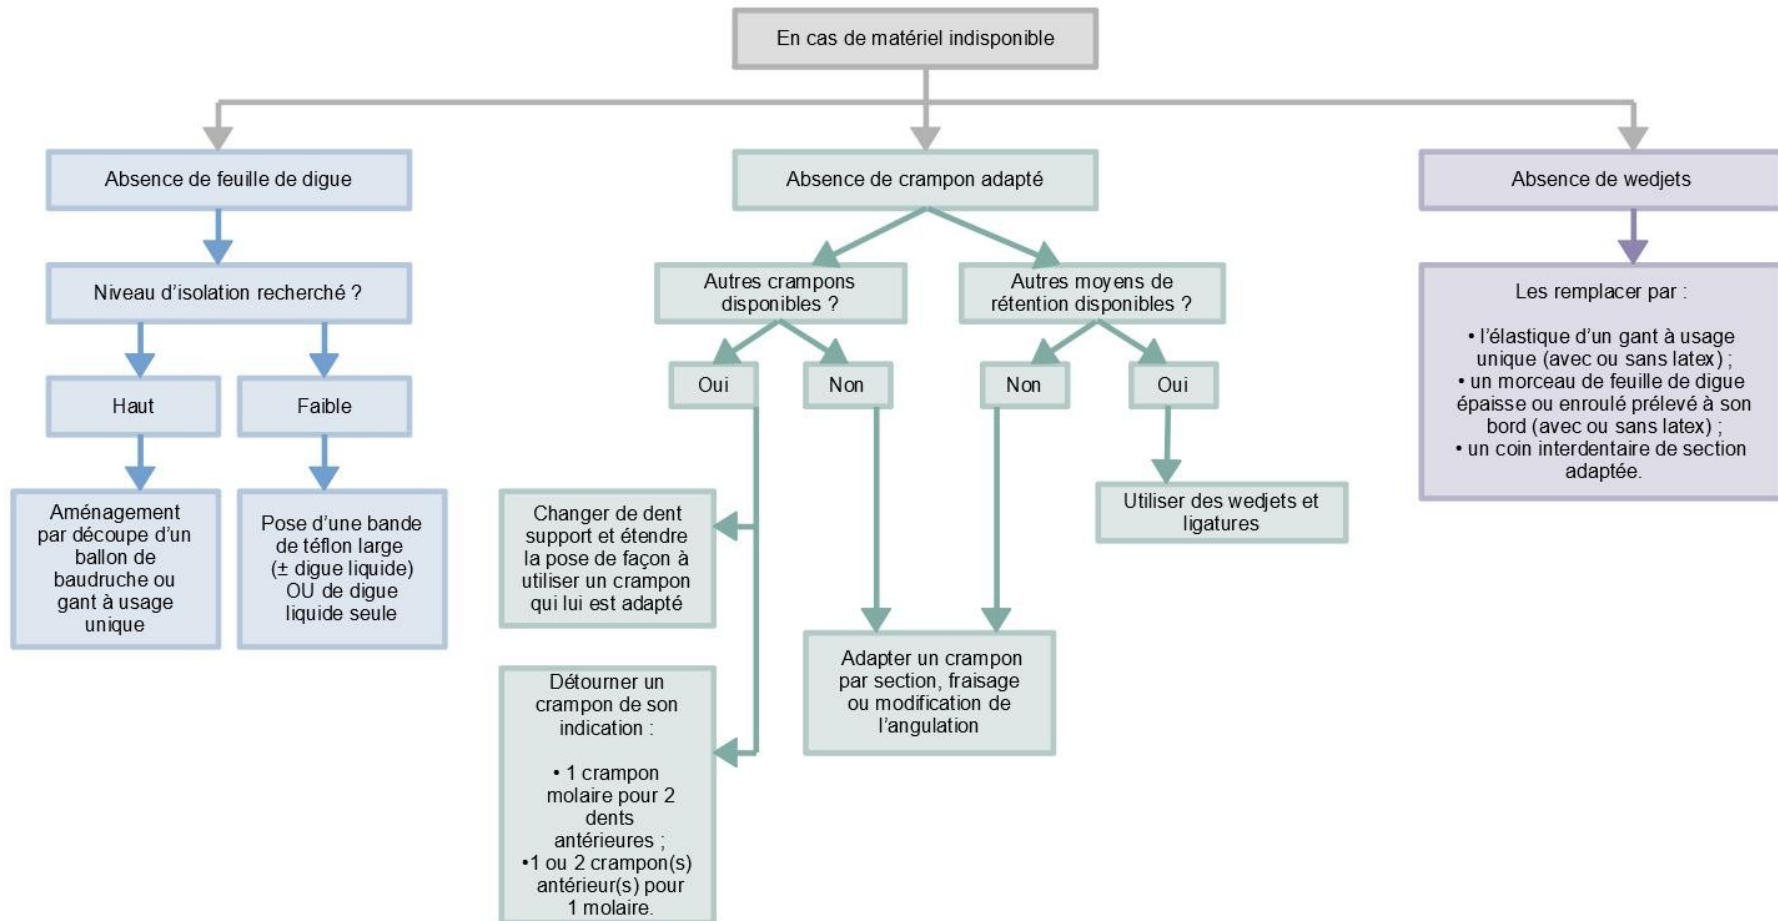 En cas de matériel indisponible
Absence de feuille de digue
Absence de crampon adapté
Absence de wedjets
Niveau d’isolation recherché ?
Haut
Faible
Aménagement
par découpe d’un
ballon de
baudruche ou
gant à usage
unique
Pose d’une bande
de téflon large
(± digue liquide)
OU de digue
liquide seule
Autres crampons
disponibles ?
Autres moyens de
rétention disponibles ?
Oui
Non
Non
Oui
Changer de dent
support et étendre
la pose de façon à
utiliser un crampon
qui lui est adapté
Détourner un
crampon de son
indication :
• 1 crampon
molaire pour 2
dents
antérieures ;
•1 ou 2 crampon(s)
antérieur(s) pour
1 molaire.
Adapter un crampon
par section, fraisage
ou modification de
l’angulation
Utiliser des wedjets et
ligatures
Les remplacer par :
• l’élastique d’un gant à usage
unique (avec ou sans latex) ;
• un morceau de feuille de digue
épaisse ou enroulé prélevé à son
bord (avec ou sans latex) ;
• un coin interdentaire de section
adaptée.